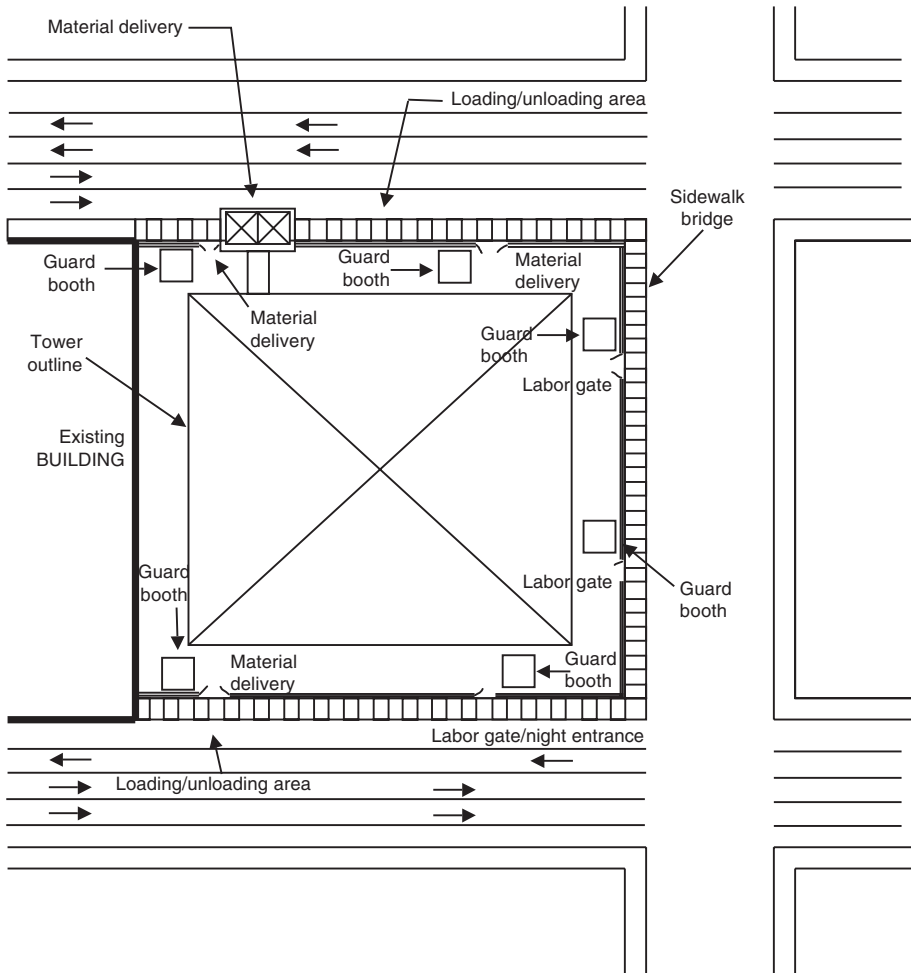 Material delivery
Loading/unloading area
Sidewalk
bridge
Guard
booth
Guard
booth
Material
delivery
Material
delivery
Guard
booth
Tower
outline
Labor gate
Existing
BUILDING
Guard
booth
Labor gate
Guard
booth
Material
delivery
Guard
booth
Labor gate/night entrance
Loading/unloading area